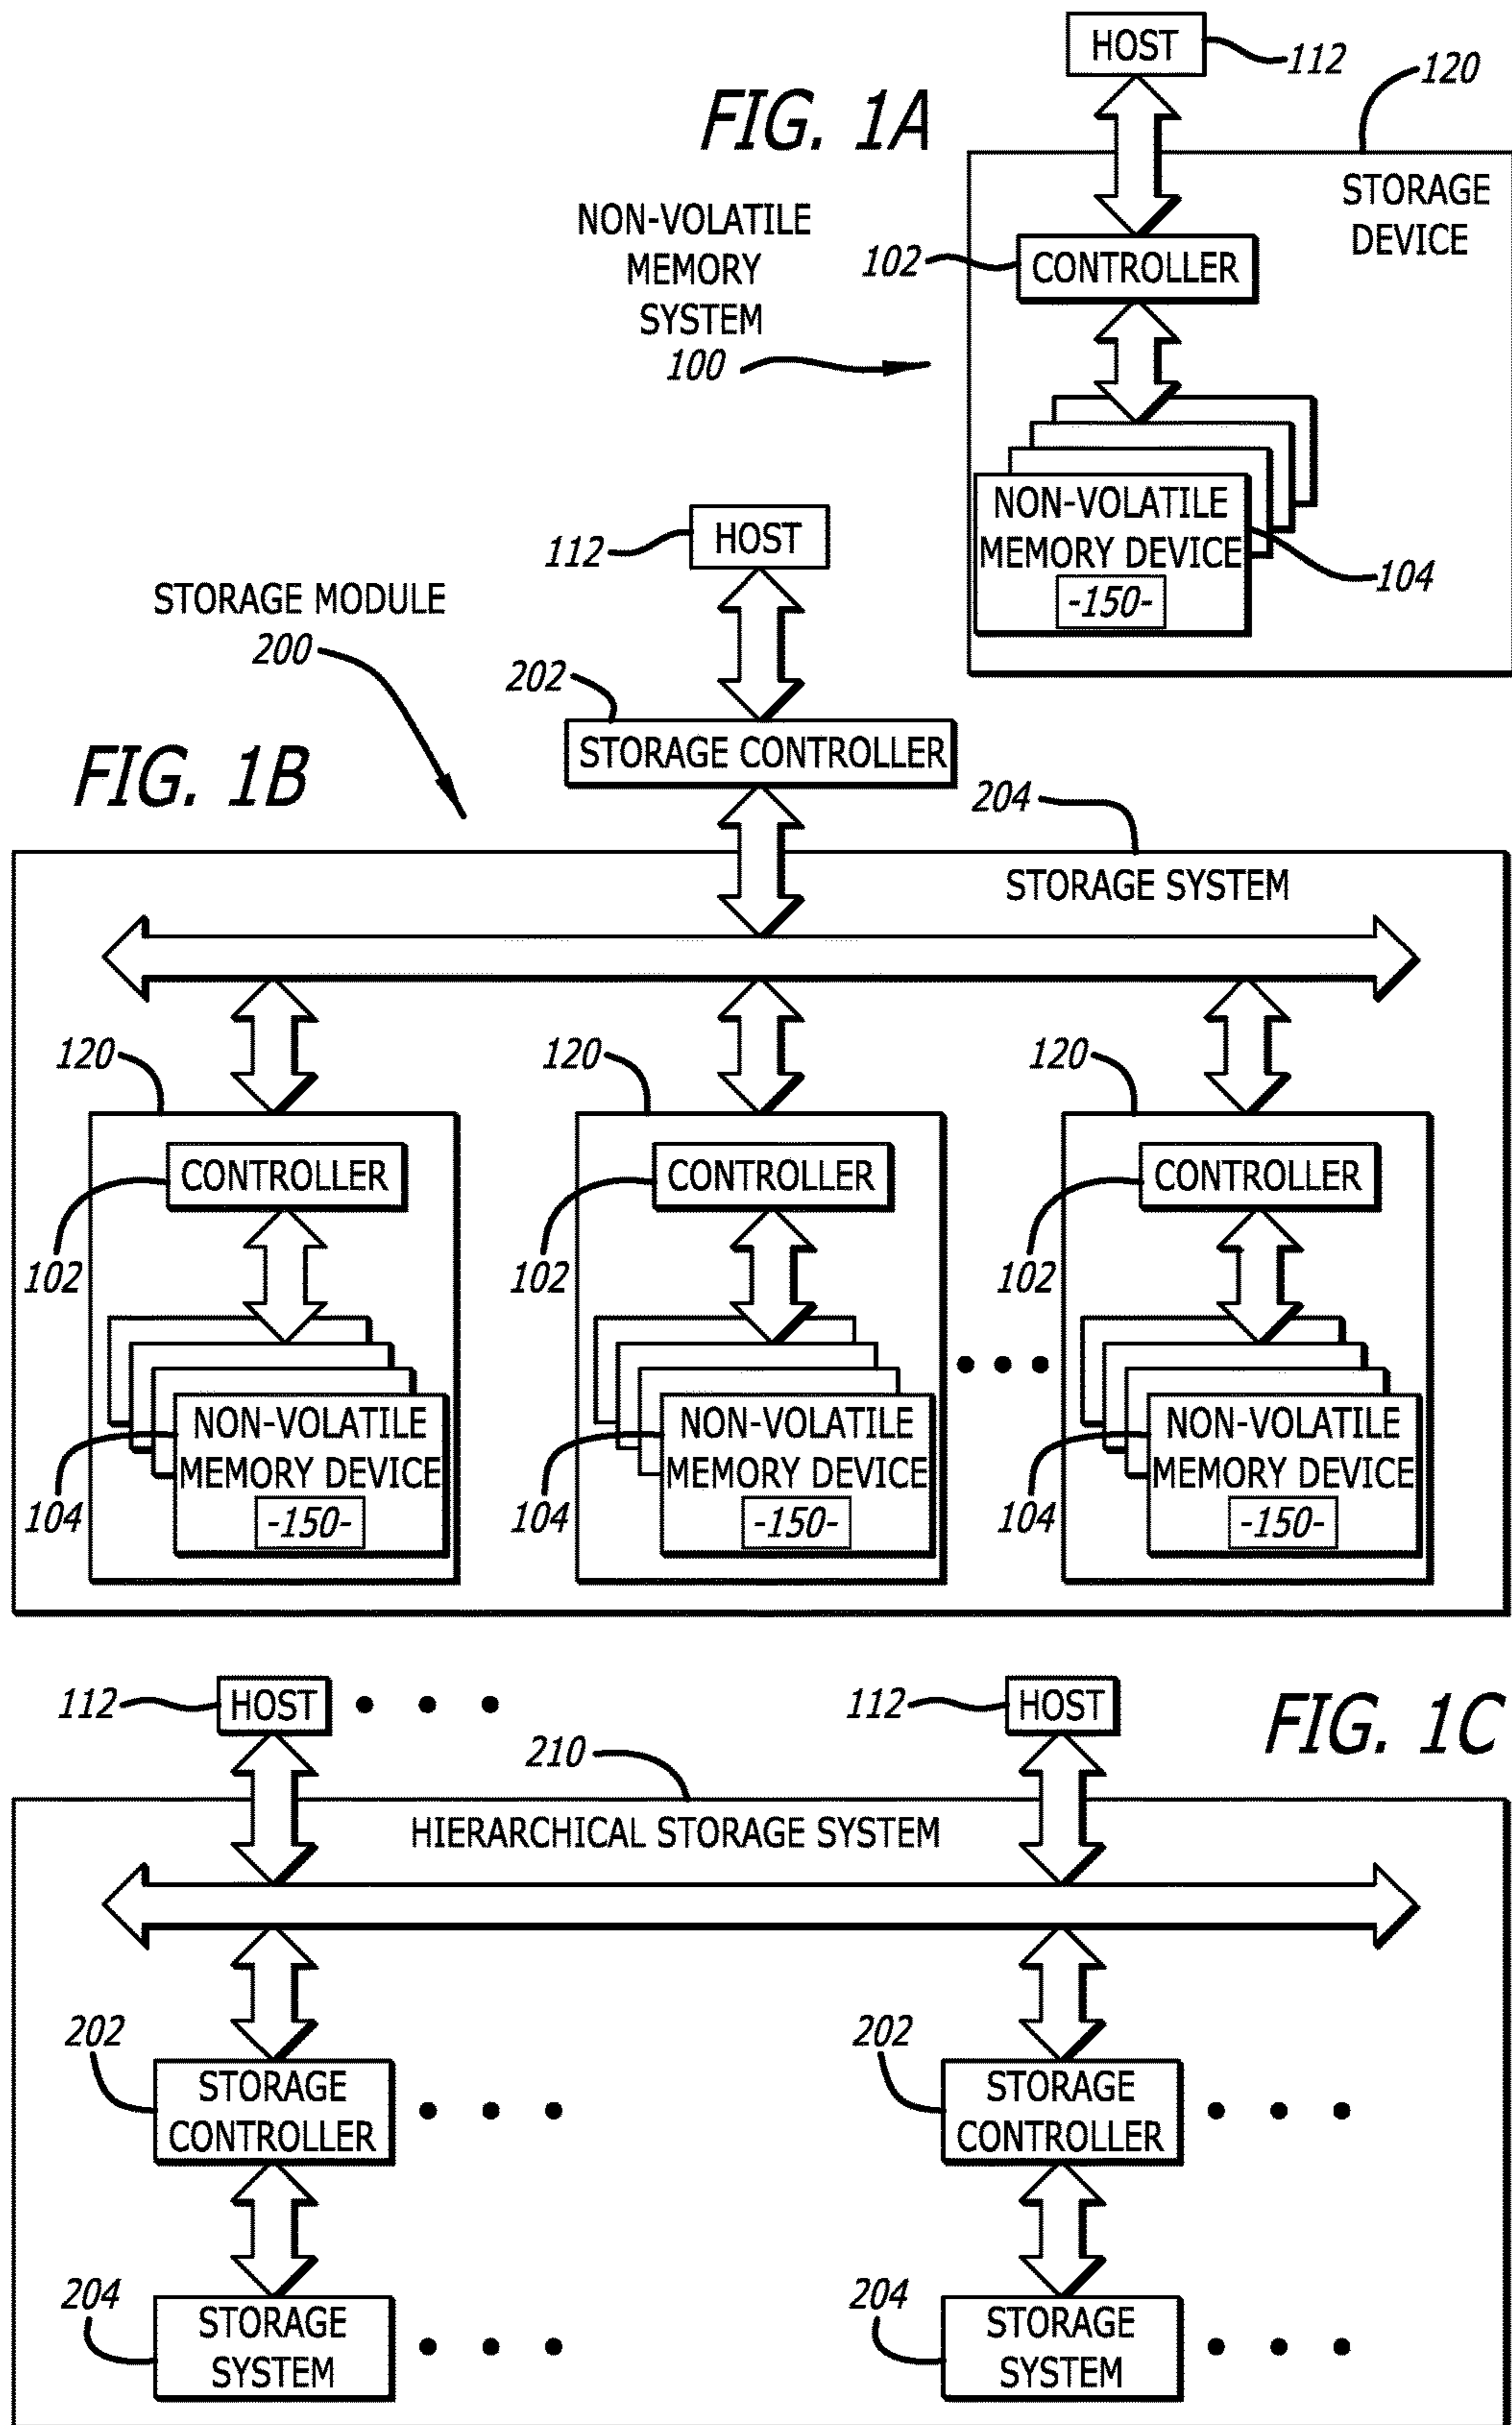 HOST
112
120
FIG. 1A
STORAGE
DEVICE
NON-VOLATILE
MEMORY
SYSTEM
100
102
CONTROLLER
NON-VOLATILE
MEMORY DEVICE
-150-
104
112
HOST
STORAGE MODULE
200
202
STORAGE CONTROLLER
FIG. 1B
204
STORAGE SYSTEM
120
120
120
CONTROLLER
CONTROLLER
CONTROLLER
102
102
102
NON-VOLATILE
MEMORY DEVICE
-150-
104
NON-VOLATILE
MEMORY DEVICE
-150-
104
NON-VOLATILE
MEMORY DEVICE
-150-
104
112
HOST
112
HOST
FIG. 1C
210
HIERARCHICAL STORAGE SYSTEM
202
STORAGE
CONTROLLER
202
STORAGE
CONTROLLER
204
STORAGE
SYSTEM
204
STORAGE
SYSTEM